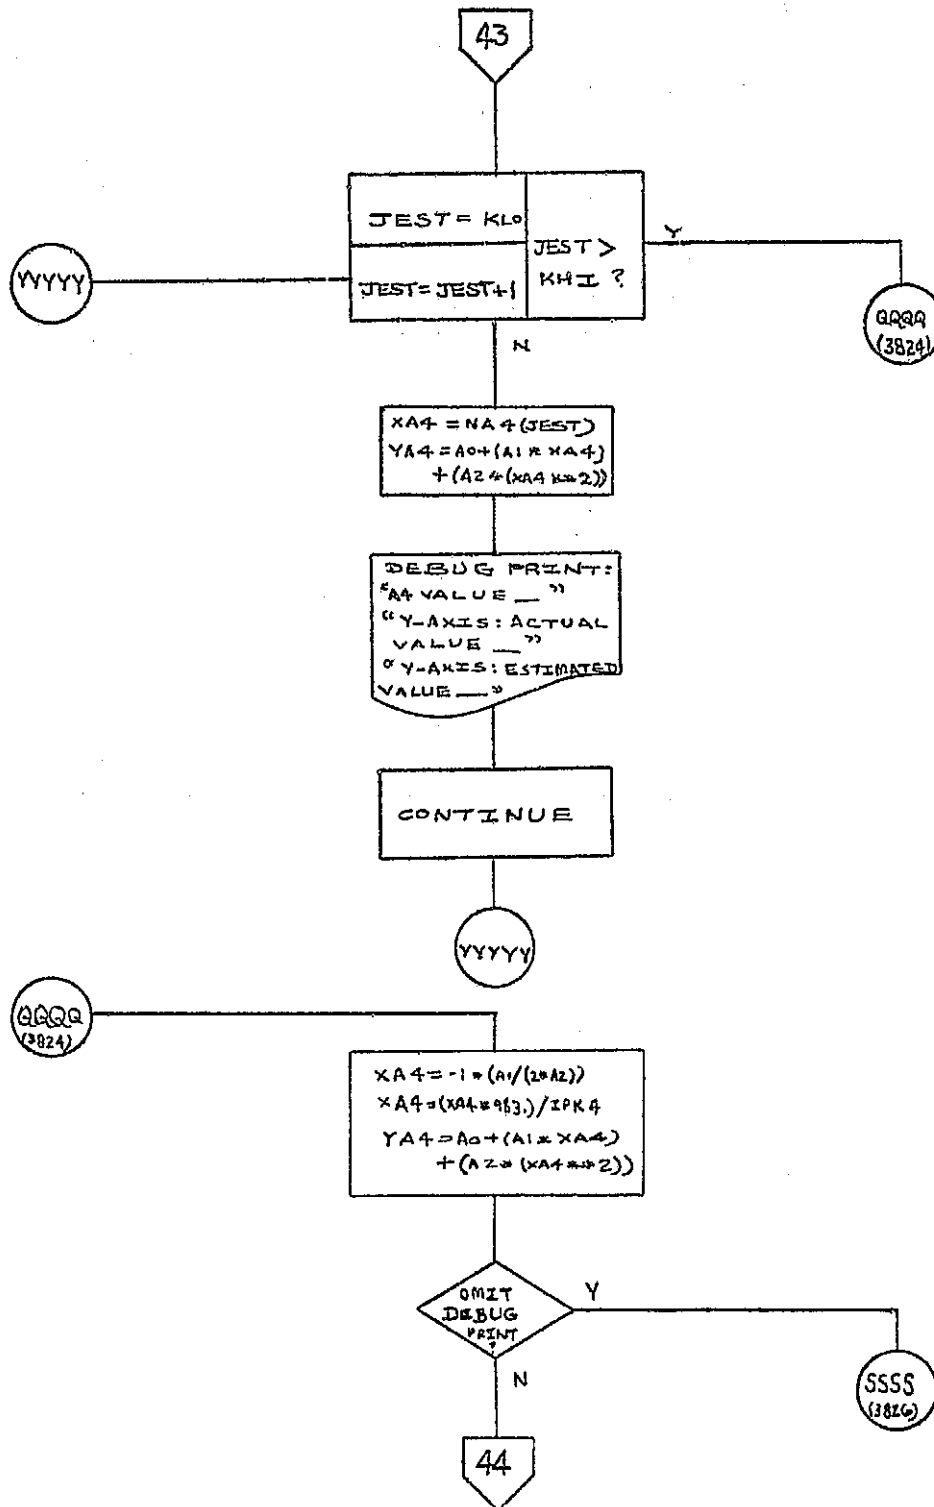 43
JEST = KLO
JEST = JEST+1
JEST >
KHI ?
Y
YYYYY
QQQQ
(3824)
N
XA4 = NA4(JEST)
YA4 = A0+(A1 * XA4)
+ (A2 * (XA4 ** 2))
DEBUG PRINT:
"A4 VALUE __"
"Y-AXIS: ACTUAL
VALUE __"
"Y-AXIS: ESTIMATED
VALUE __"
CONTINUE
YYYYY
QQQQ
(3824)
XA4 = -1 * (A1/(2*A2))
XA4 = (XA4 * 983.)/IPK4
YA4 = A0+(A1 * XA4)
+ (A2 * (XA4 ** 2))
OMIT
DEBUG
PRINT
?
Y
N
SSSS
(3826)
44